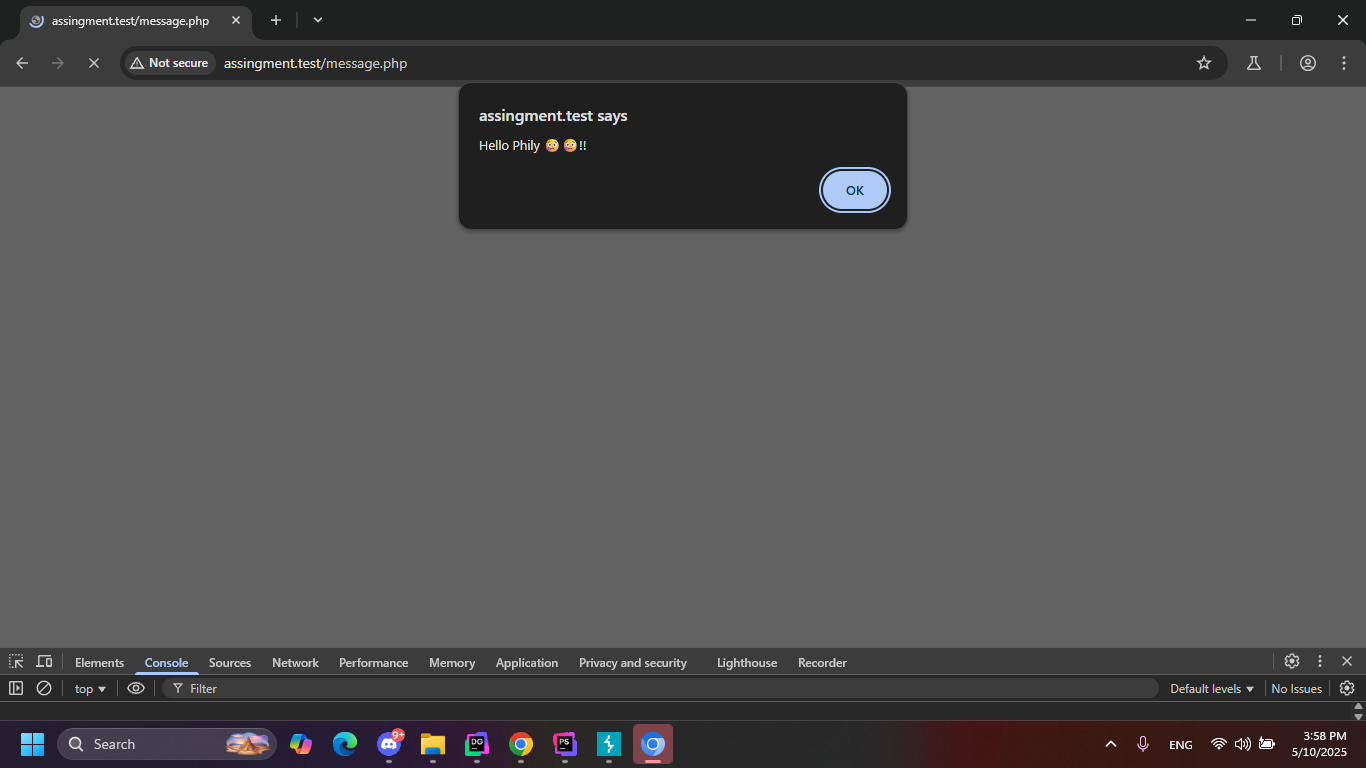 assingment.test/message.php
Not secure
assingment.test/message.php
assingment.test says
Hello Phily 😳😳!!
OK
Elements Console Sources Network Performance Memory Application Privacy and security Lighthouse Recorder
top Filter Default levels No Issues
Search 9+ DG PS ENG 3:58 PM
5/10/2025